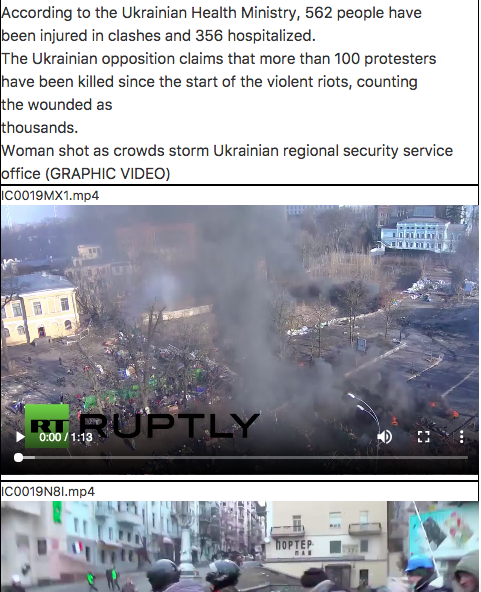 According to the Ukrainian Health Ministry, 562 people have
been injured in clashes and 356 hospitalized.
The Ukrainian opposition claims that more than 100 protesters
have been killed since the start of the violent riots, counting
the wounded as
thousands.
Woman shot as crowds storm Ukrainian regional security service
office (GRAPHIC VIDEO)
IC0019MX1.mp4
RT RUPTLY
0:00 / 1:13
IC0019N8I.mp4
ПОРТЕР
ПАБ